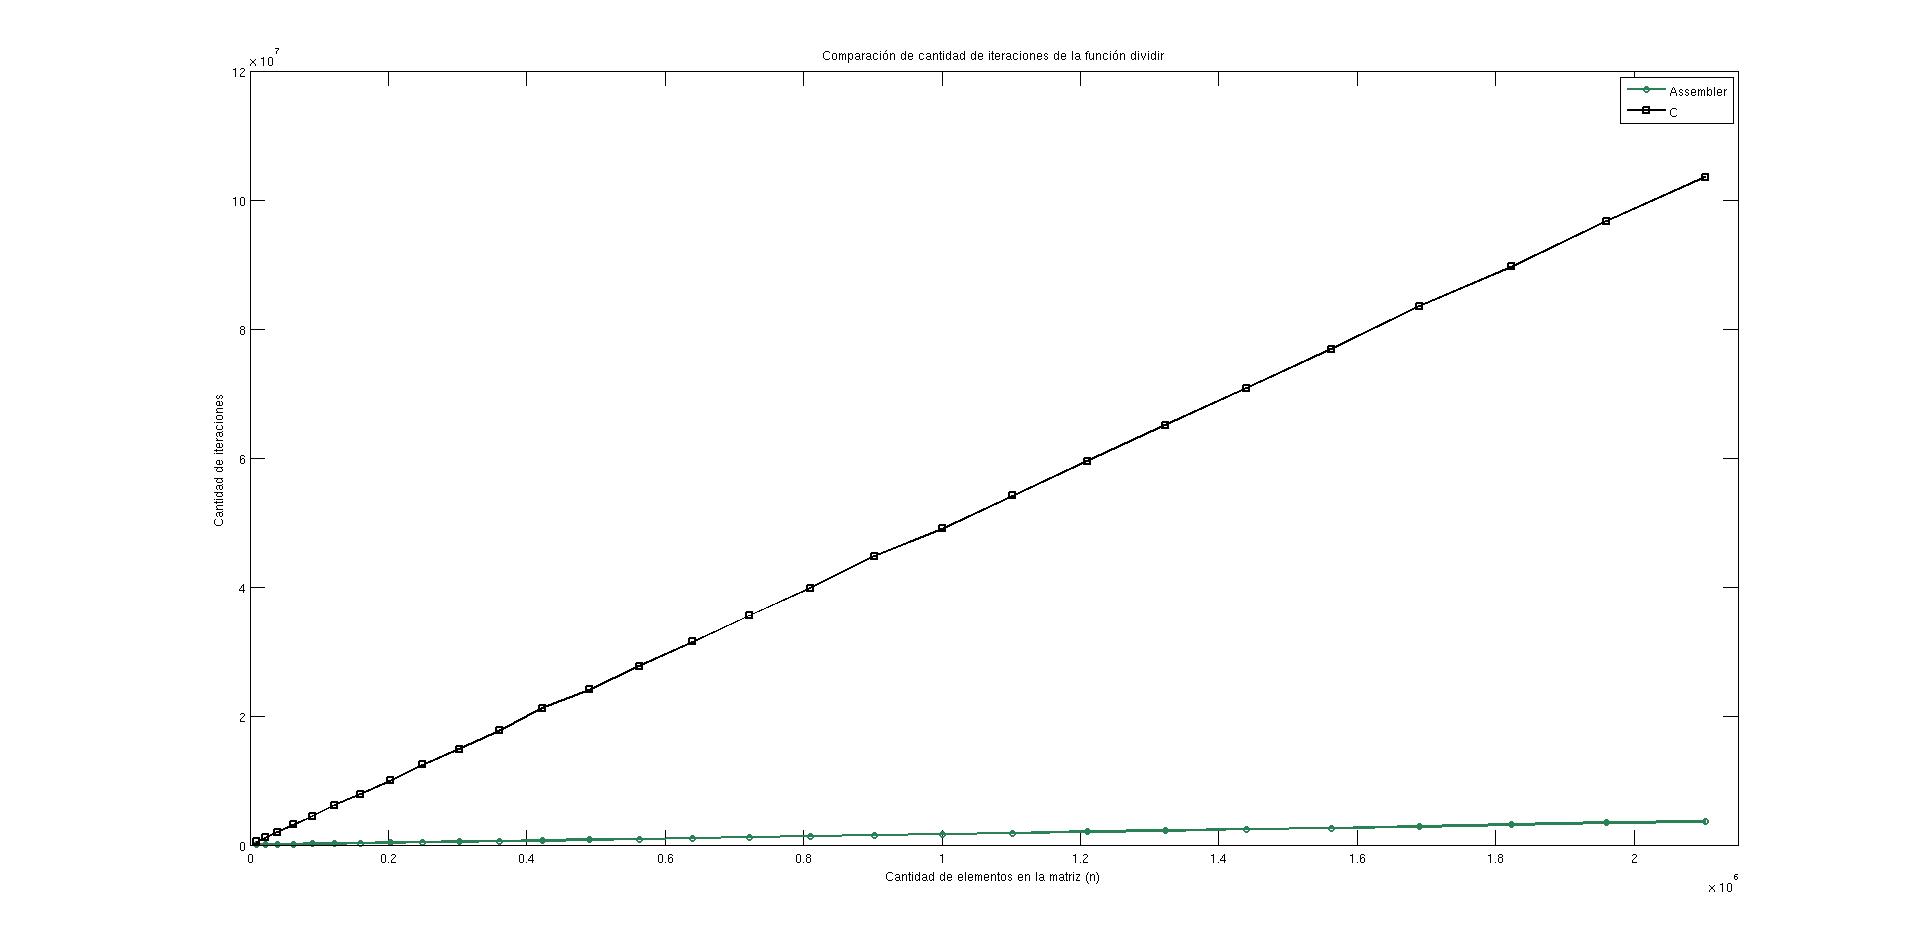 Comparación de cantidad de iteraciones de la función dividir
× 10^7
12
10
8
6
4
2
0
Cantidad de iteraciones
Assembler
C
0 0.2 0.4 0.6 0.8 1 1.2 1.4 1.6 1.8 2
Cantidad de elementos en la matriz (n)
× 10^6